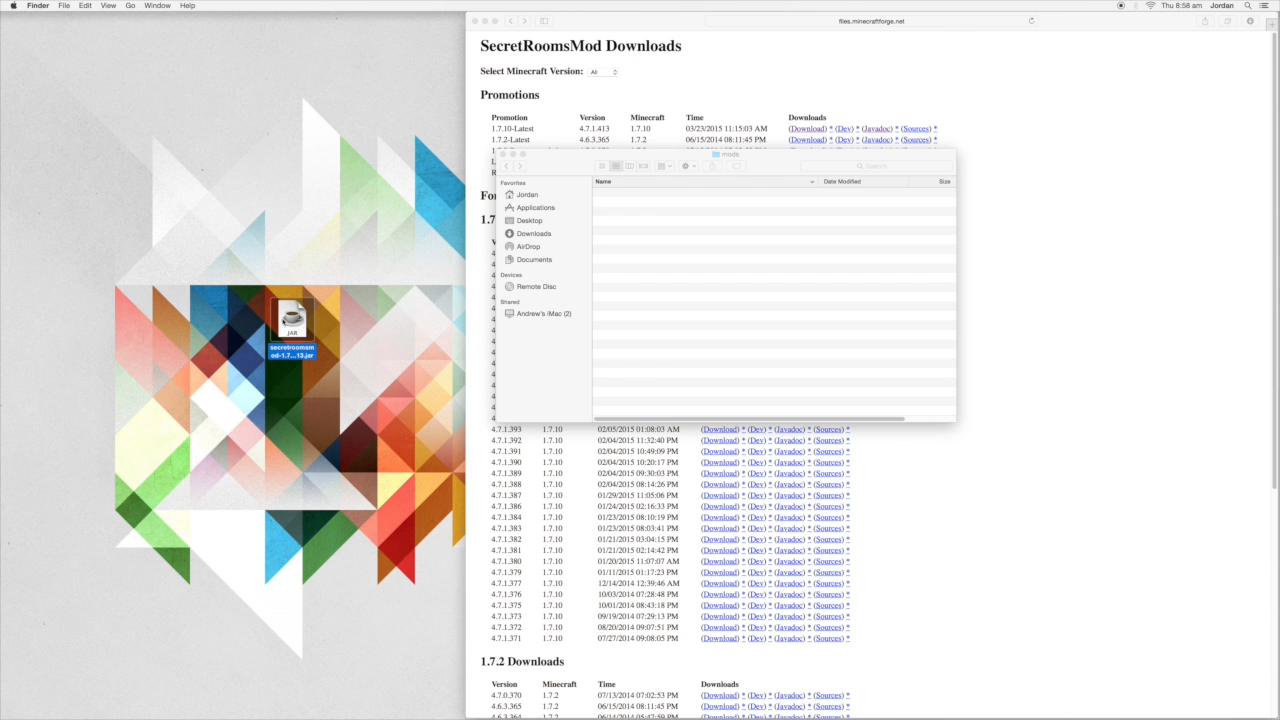 Finder File Edit View Go Window Help Thu 8:58 am Jordan
files.minecraftforge.net
SecretRoomsMod Downloads
Select Minecraft Version: All
Promotions
Promotion Version Minecraft Time Downloads
1.7.10-Latest 4.7.1.413 1.7.10 03/23/2015 11:15:03 AM (Download) * (Dev) * (Javadoc) * (Sources) *
1.7.2-Latest 4.6.3.365 1.7.2 06/15/2014 08:11:45 PM (Download) * (Dev) * (Javadoc) * (Sources) *
mods
Search
Name Date Modified Size
Favorites
Jordan
Applications
Desktop
Downloads
AirDrop
Documents
Devices
Remote Disc
Shared
Andrew's iMac (2)
JAR
secretroomsm
od-1.7...13.jar
4.7.1.393 1.7.10 02/05/2015 01:08:03 AM (Download) * (Dev) * (Javadoc) * (Sources) *
4.7.1.392 1.7.10 02/04/2015 11:32:40 PM (Download) * (Dev) * (Javadoc) * (Sources) *
4.7.1.391 1.7.10 02/04/2015 10:49:09 PM (Download) * (Dev) * (Javadoc) * (Sources) *
4.7.1.390 1.7.10 02/04/2015 10:20:17 PM (Download) * (Dev) * (Javadoc) * (Sources) *
4.7.1.389 1.7.10 02/04/2015 09:30:03 PM (Download) * (Dev) * (Javadoc) * (Sources) *
4.7.1.388 1.7.10 02/04/2015 08:14:26 PM (Download) * (Dev) * (Javadoc) * (Sources) *
4.7.1.387 1.7.10 01/29/2015 11:05:06 PM (Download) * (Dev) * (Javadoc) * (Sources) *
4.7.1.386 1.7.10 01/24/2015 02:16:33 PM (Download) * (Dev) * (Javadoc) * (Sources) *
4.7.1.384 1.7.10 01/23/2015 08:10:19 PM (Download) * (Dev) * (Javadoc) * (Sources) *
4.7.1.383 1.7.10 01/23/2015 08:03:41 PM (Download) * (Dev) * (Javadoc) * (Sources) *
4.7.1.382 1.7.10 01/21/2015 03:04:15 PM (Download) * (Dev) * (Javadoc) * (Sources) *
4.7.1.381 1.7.10 01/21/2015 02:14:42 PM (Download) * (Dev) * (Javadoc) * (Sources) *
4.7.1.380 1.7.10 01/20/2015 11:07:07 AM (Download) * (Dev) * (Javadoc) * (Sources) *
4.7.1.379 1.7.10 01/11/2015 01:17:23 PM (Download) * (Dev) * (Javadoc) * (Sources) *
4.7.1.377 1.7.10 12/14/2014 12:39:46 AM (Download) * (Dev) * (Javadoc) * (Sources) *
4.7.1.376 1.7.10 10/03/2014 07:28:48 PM (Download) * (Dev) * (Javadoc) * (Sources) *
4.7.1.375 1.7.10 10/01/2014 08:43:18 PM (Download) * (Dev) * (Javadoc) * (Sources) *
4.7.1.373 1.7.10 09/19/2014 07:29:13 PM (Download) * (Dev) * (Javadoc) * (Sources) *
4.7.1.372 1.7.10 08/20/2014 09:07:51 PM (Download) * (Dev) * (Javadoc) * (Sources) *
4.7.1.371 1.7.10 07/27/2014 09:08:05 PM (Download) * (Dev) * (Javadoc) * (Sources) *
1.7.2 Downloads
Version Minecraft Time Downloads
4.7.0.370 1.7.2 07/13/2014 07:02:53 PM (Download) * (Dev) * (Javadoc) * (Sources) *
4.6.3.365 1.7.2 06/15/2014 08:11:45 PM (Download) * (Dev) * (Javadoc) * (Sources) *
4.6.3.364 1.7.2 06/14/2014 05:47:59 PM (Download) * (Dev) * (Javadoc) * (Sources) *